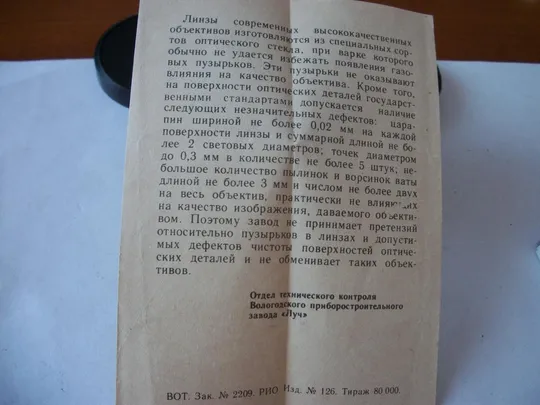 Линзы современных высококачественных
объективов изготовляются из специальных сор-
тов оптического стекла, при варке которого
обычно не удается избежать появления газо-
вых пузырьков. Эти пузырьки не оказывают
влияния на качество объектива. Кроме того,
на поверхности оптических деталей государст-
венными стандартами допускается наличие
следующих незначительных дефектов: цара-
пин шириной не более 0,02 мм на каждой
поверхности линзы и суммарной длиной не бо-
лее 2 световых диаметров; точек диаметром
до 0,3 мм в количестве не более 5 штук; не-
большое количество пылинок и ворсинок ваты
длиной не более 3 мм и числом не более двух
на весь объектив, практически не влияющих
на качество изображения, даваемого объекти-
вом. Поэтому завод не принимает претензий
относительно пузырьков в линзах и допусти-
мых дефектов чистоты поверхностей оптиче-
ских деталей и не обменивает таких объек-
тивов.
Отдел технического контроля
Вологодского приборостроительного
завода «Луч»
ВОТ. Зак. № 2209. РИО Изд. № 126. Тираж 80 000.